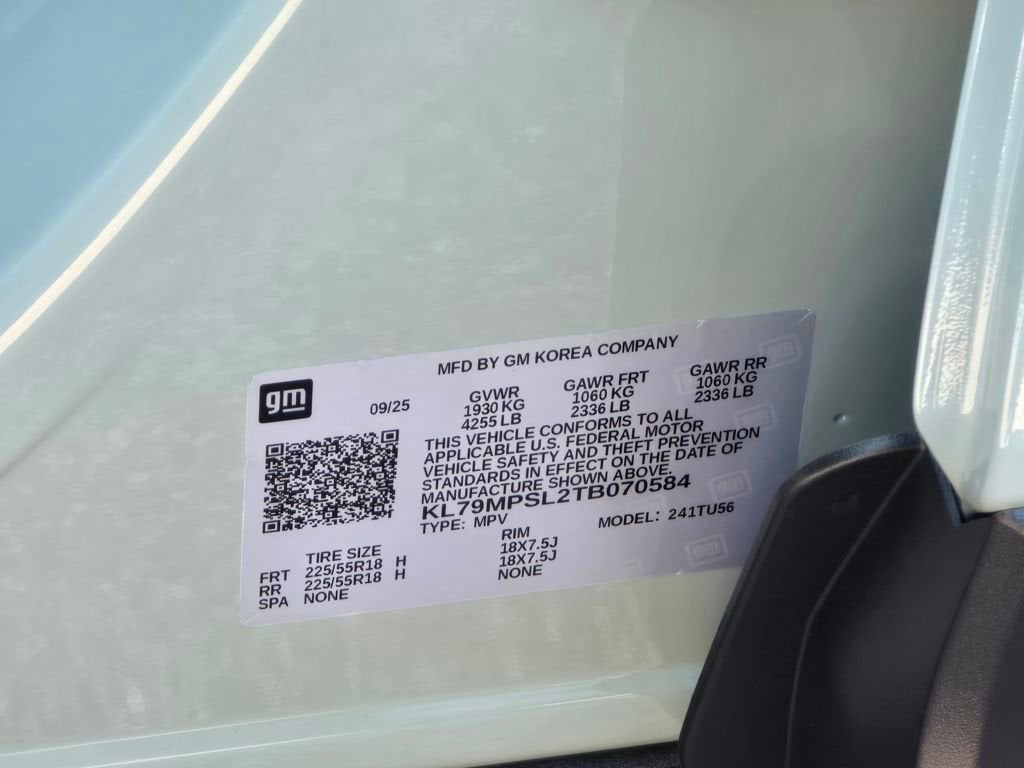 MFD BY GM KOREA COMPANY
gm
09/25
GVWR GAWR FRT GAWR RR
1930 KG 1060 KG 1060 KG
4255 LB 2336 LB 2336 LB
THIS VEHICLE CONFORMS TO ALL
APPLICABLE U.S. FEDERAL MOTOR
VEHICLE SAFETY AND THEFT PREVENTION
STANDARDS IN EFFECT ON THE DATE OF
MANUFACTURE SHOWN ABOVE.
KL79MPSL2TB070584
TYPE: MPV MODEL: 241TU56
TIRE SIZE RIM
FRT 225/55R18 H 18X7.5J
RR 225/55R18 H 18X7.5J
SPA NONE NONE